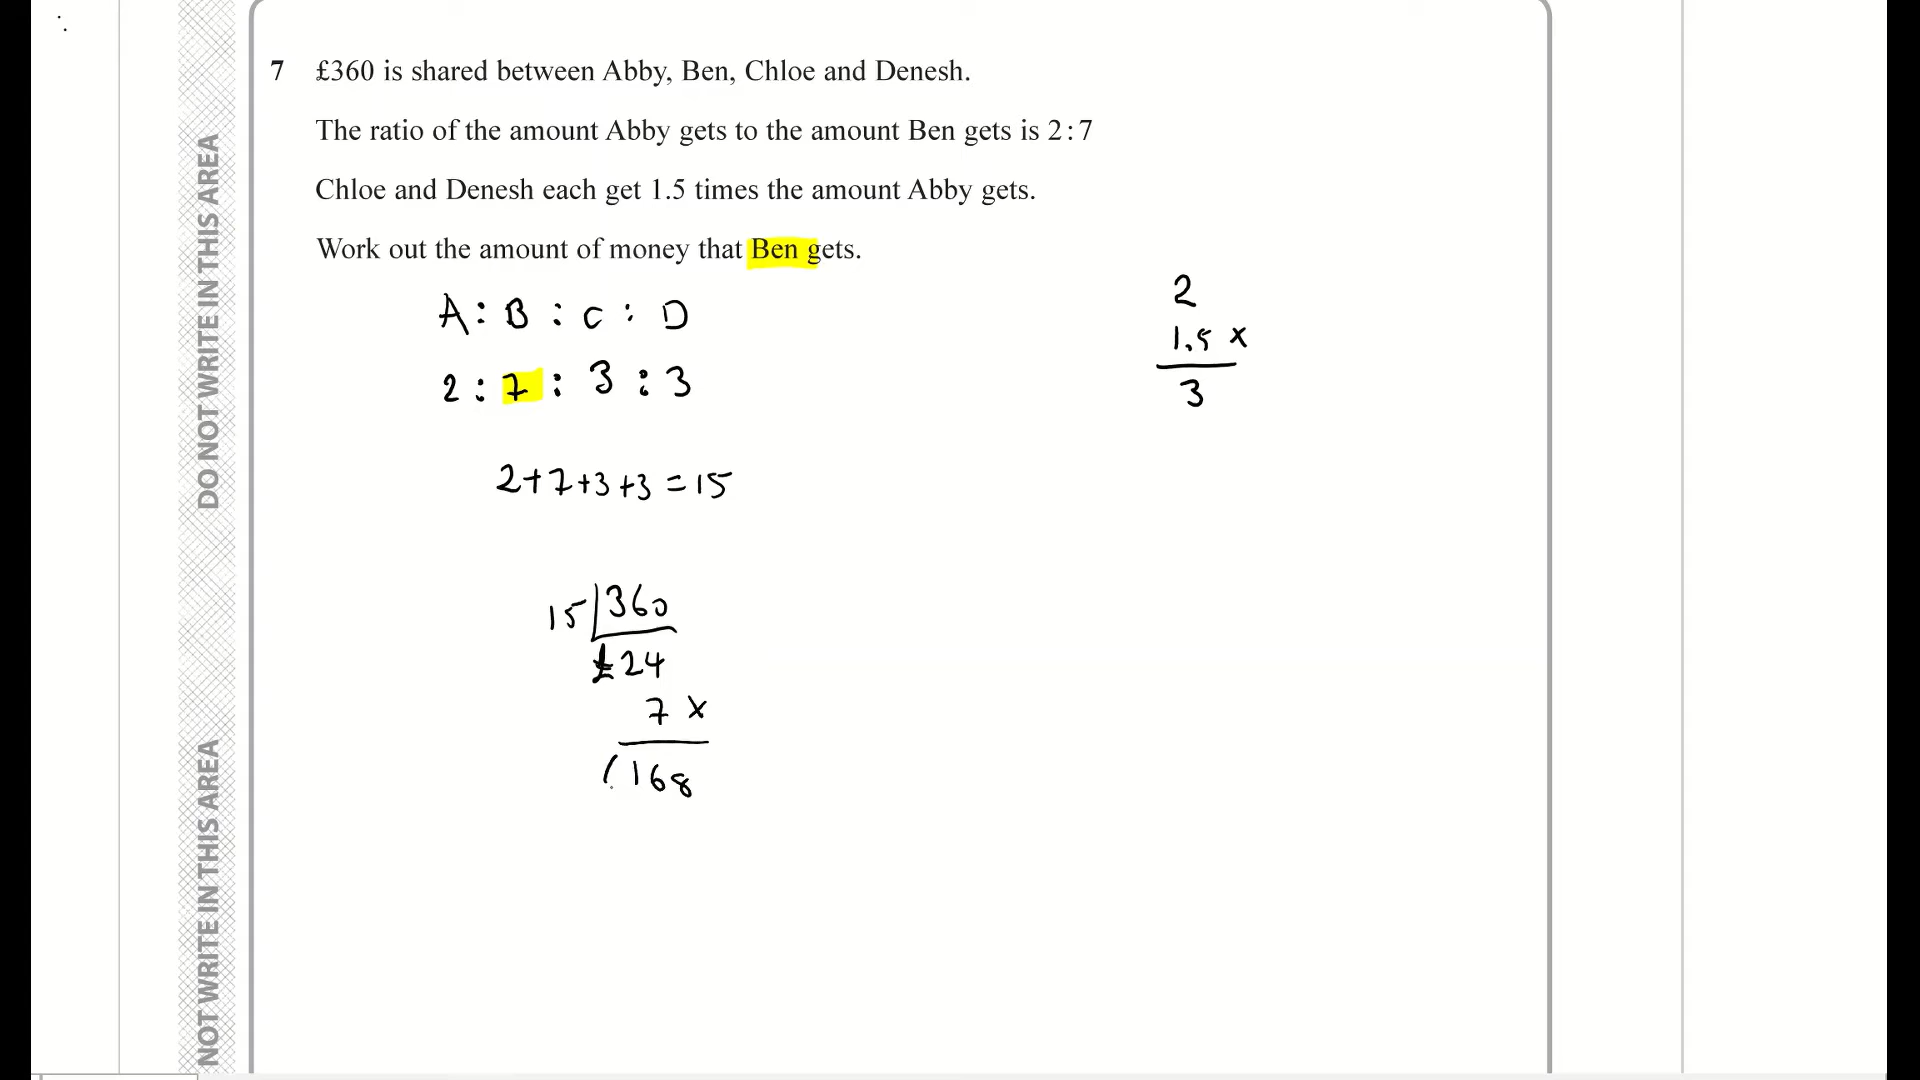 7 £360 is shared between Abby, Ben, Chloe and Denesh.
The ratio of the amount Abby gets to the amount Ben gets is 2:7
Chloe and Denesh each get 1.5 times the amount Abby gets.
Work out the amount of money that Ben gets.
A : B : C : D
2 : 7 : 3 : 3
2
1.5 x
3
2+7+3+3 = 15
15 360
£24
7 x
168
DO NOT WRITE IN THIS AREA
NOT WRITE IN THIS AREA